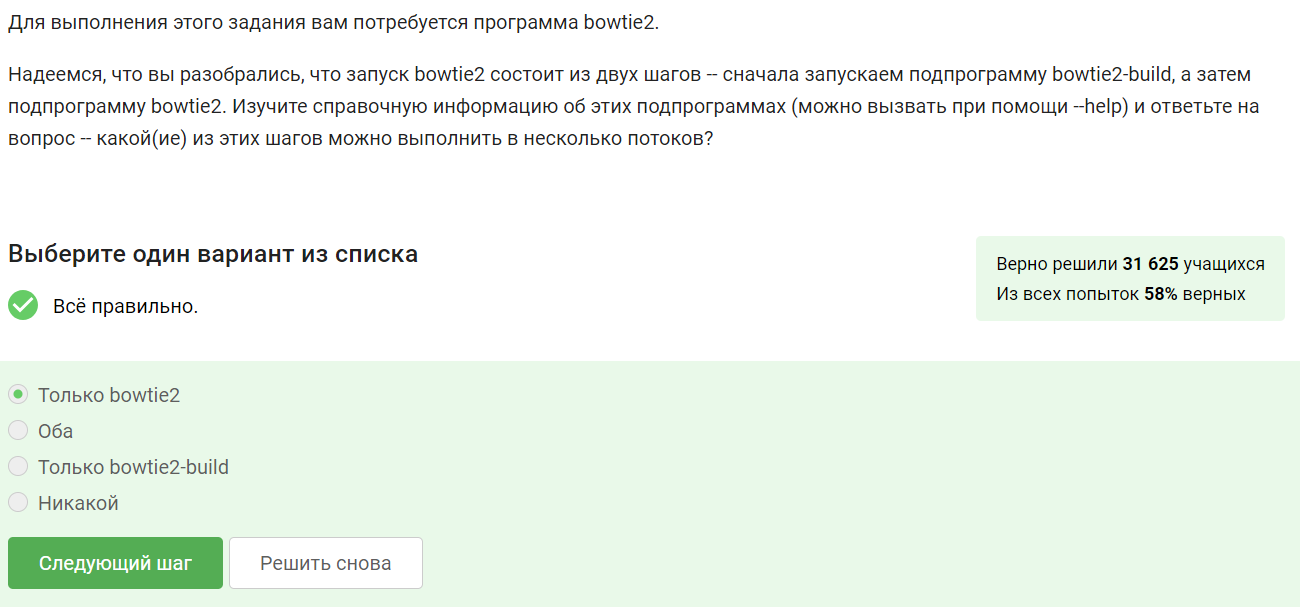 Для выполнения этого задания вам потребуется программа bowtie2.
Надеемся, что вы разобрались, что запуск bowtie2 состоит из двух шагов -- сначала запускаем подпрограмму bowtie2-build, а затем
подпрограмму bowtie2. Изучите справочную информацию об этих подпрограммах (можно вызвать при помощи --help) и ответьте на
вопрос -- какой(ие) из этих шагов можно выполнить в несколько потоков?
Выберите один вариант из списка
Всё правильно.
Верно решили 31 625 учащихся
Из всех попыток 58% верных
Только bowtie2
Оба
Только bowtie2-build
Никакой
Следующий шаг
Решить снова